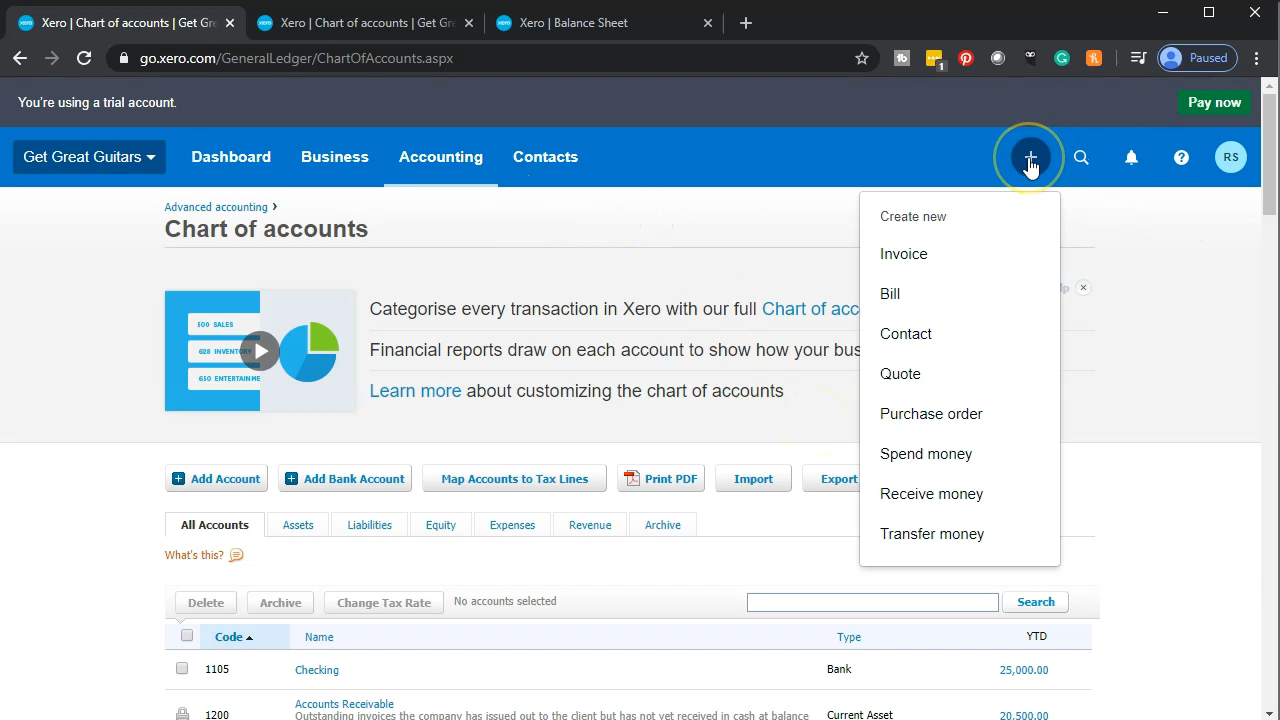 Xero | Chart of accounts | Get Gre
Xero | Chart of accounts | Get Gre
Xero | Balance Sheet
go.xero.com/GeneralLedger/ChartOfAccounts.aspx
1
Paused
You're using a trial account.
Pay now
Get Great Guitars
Dashboard
Business
Accounting
Contacts
RS
Advanced accounting
Chart of accounts
500 SALES
628 INVENTORY
650 ENTERTAINME
Categorise every transaction in Xero with our full Chart of acc
Financial reports draw on each account to show how your bus
Learn more about customizing the chart of accounts
Create new
Invoice
Bill
Contact
Quote
Purchase order
Spend money
Receive money
Transfer money
Add Account
Add Bank Account
Map Accounts to Tax Lines
Print PDF
Import
Export
All Accounts
Assets
Liabilities
Equity
Expenses
Revenue
Archive
What's this?
Delete
Archive
Change Tax Rate
No accounts selected
Search
Code
Name
Type
YTD
1105
Checking
Bank
25,000.00
1200
Accounts Receivable
Outstanding invoices the company has issued out to the client but has not yet received in cash at balance
Current Asset
20,500.00